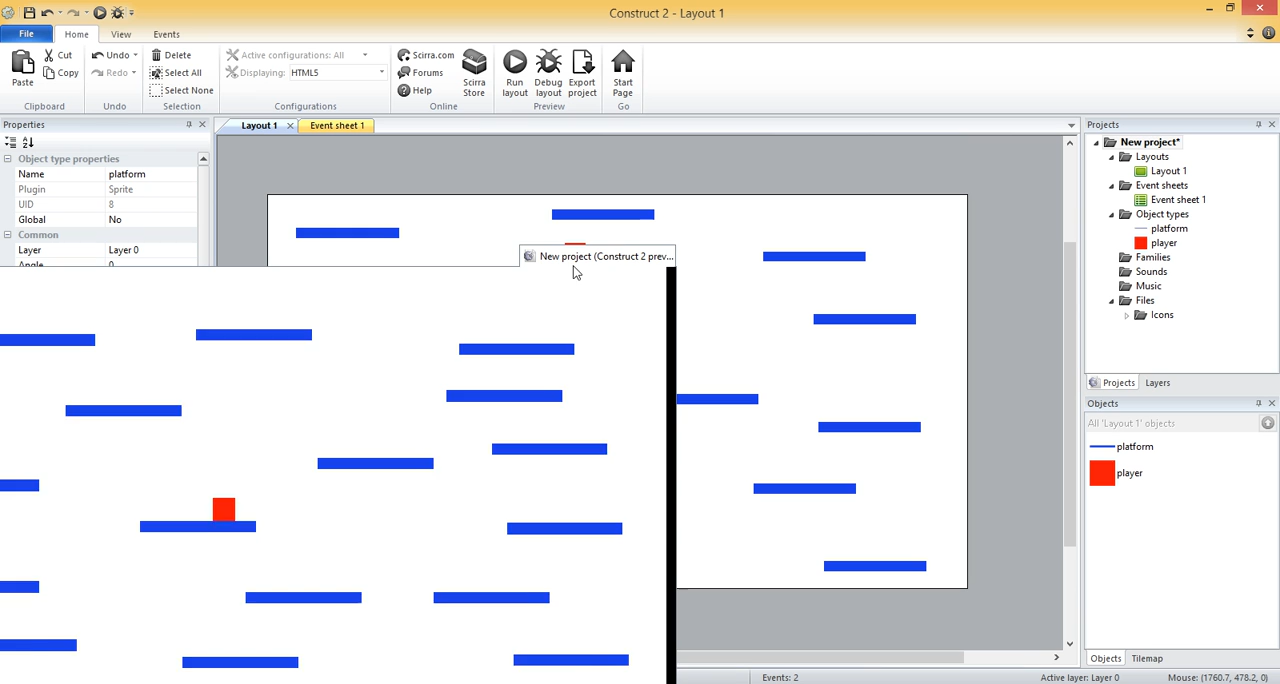 Construct 2 - Layout 1
File
Home
View
Events
Paste
Cut
Copy
Clipboard
Undo
Redo
Undo
Delete
Select All
Select None
Selection
Active configurations: All
Displaying: HTML5
Configurations
Scirra.com
Forums
Help
Scirra Store
Online
Run layout
Debug layout
Export project
Preview
Start Page
Go
Properties
Layout 1
Event sheet 1
Object type properties
Name platform
Plugin Sprite
UID 8
Global No
Common
Layer Layer 0
Angle 0
New project (Construct 2 prev...
Projects
New project*
Layouts
Layout 1
Event sheets
Event sheet 1
Object types
platform
player
Families
Sounds
Music
Files
Icons
Projects
Layers
Objects
All 'Layout 1' objects
platform
player
Objects
Tilemap
Events: 2
Active layer: Layer 0
Mouse: (1760.7, 478.2, 0)